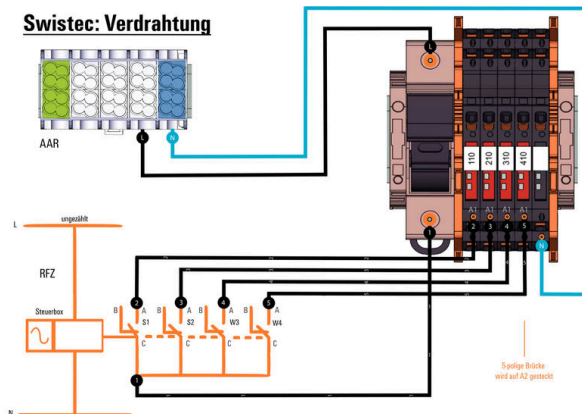 Swistec: Verdrahtung
AAR
L
N
L
110
210
310
410
A1
A1
A1
A1
2
3
4
5
1
N
ungezählt
L
RFZ
Steuerbox
2
3
4
5
B
A
B
A
B
A
B
A
S1
S2
W3
W4
C
C
C
C
1
N
5-polige Brücke
wird auf A2 gesteckt